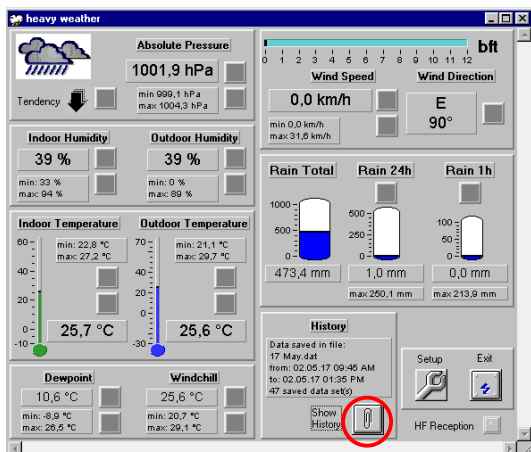 heavy weather
Absolute Pressure
1001,9 hPa
Tendency
min 999,1 hPa
max 1004,3 hPa
Indoor Humidity
39 %
min: 33 %
max: 94 %
Outdoor Humidity
39 %
min: 0 %
max: 89 %
Indoor Temperature
60
40
20
0
-10
min: 22,8 °C
max: 27,2 °C
25,7 °C
Outdoor Temperature
70
40
20
0
-30
min: 21,1 °C
max: 29,7 °C
25,6 °C
Dewpoint
10,6 °C
min: -8,9 °C
max: 26,5 °C
Windchill
25,6 °C
min: 20,7 °C
max: 29,1 °C
bft
0 1 2 3 4 5 6 7 8 9 10 11 12
Wind Speed
0,0 km/h
min 0,0 km/h
max 31,6 km/h
Wind Direction
E
90°
Rain Total
1000
500
0
473,4 mm
Rain 24h
500
250
0
1,0 mm
max 250,1 mm
Rain 1h
100
50
0
0,0 mm
max 213,9 mm
History
Data saved in file:
17 May.dat
from: 02.05.17 09:45 AM
to: 02.05.17 01:35 PM
47 saved data set(s)
Show
History
Setup
Exit
HF Reception